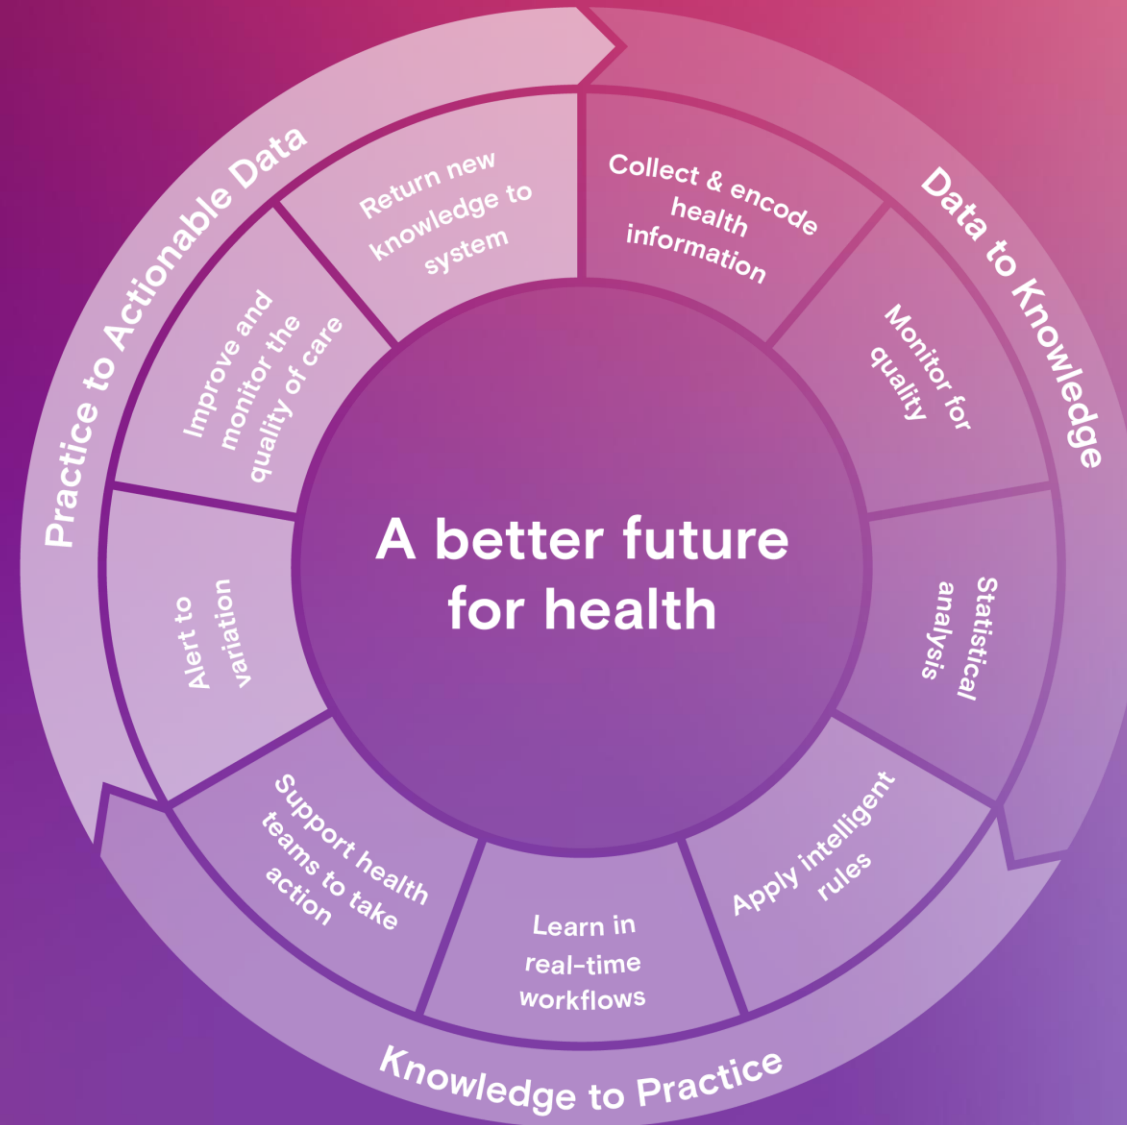 A better future
for health
Data to Knowledge
Collect & encode
health
information
Monitor for
quality
Statistical
analysis
Knowledge to Practice
Apply intelligent
rules
Learn in
real-time
workflows
Support health
teams to take
action
Practice to Actionable Data
Alert to
variation
Improve and
monitor the
quality of care
Return new
knowledge to
system